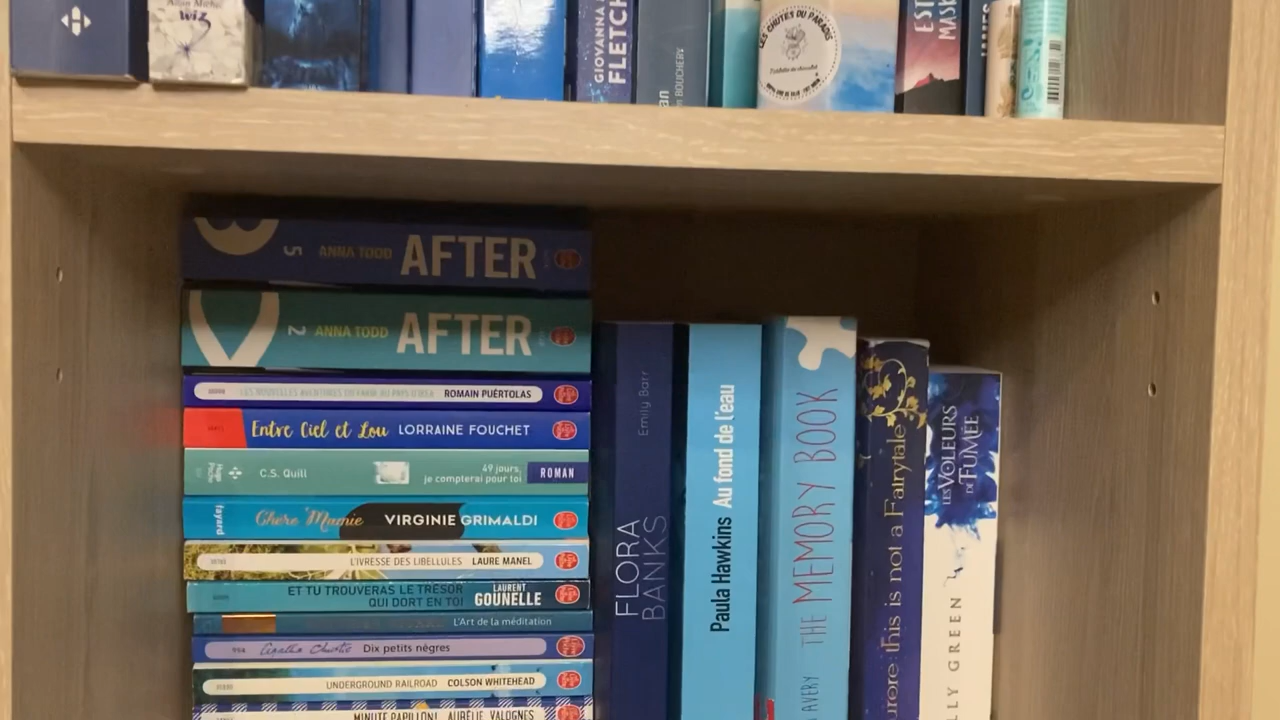 wiz
GIOVANNA
FLETCH
BOUCHERY
LES CHUTES DU PARADIS
5 ANNA TODD AFTER
2 ANNA TODD AFTER
ROMAIN PUÉRTOLAS
Entre Ciel et Lou LORRAINE FOUCHET
C.S. Quill
49 jours,
je compterai pour toi
ROMAN
fayard
Chère Mamie VIRGINIE GRIMALDI
L'IVRESSE DES LIBELLULES LAURE MANEL
ET TU TROUVERAS LE TRÉSOR
QUI DORT EN TOI
LAURENT
GOUNELLE
L'Art de la méditation
Agatha Christie Dix petits nègres
UNDERGROUND RAILROAD COLSON WHITEHEAD
MINUTE PAPILLON! AURÉLIE VALOGNES
Emily Barr
FLORA
BANKS
Paula Hawkins Au fond de l'eau
AVERY THE MEMORY BOOK
this is not a Fairytale
LES VOLEURS
DE FUMÉE
LLY GREEN